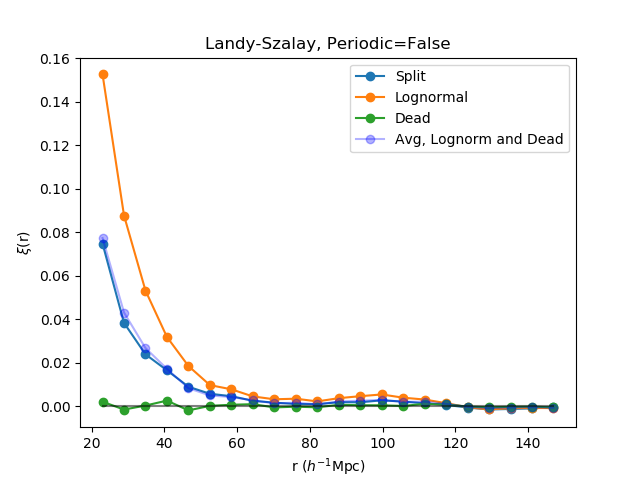 Landy-Szalay, Periodic=False
0.16
0.14
0.12
0.10
0.08
0.06
0.04
0.02
0.00
ξ(r)
Split
Lognormal
Dead
Avg, Lognorm and Dead
20 40 60 80 100 120 140
r (h⁻¹Mpc)